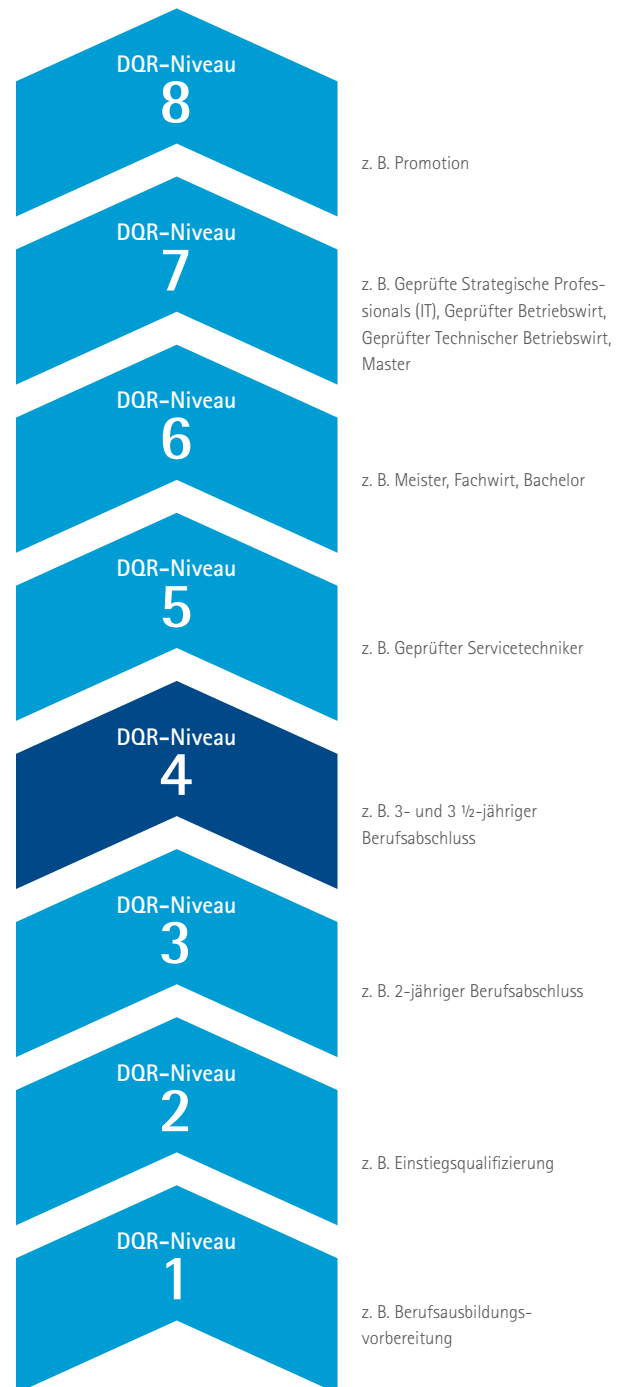 DQR-Niveau
8
z. B. Promotion
DQR-Niveau
7
z. B. Geprüfte Strategische Profes-
sionals (IT), Geprüfter Betriebswirt,
Geprüfter Technischer Betriebswirt,
Master
DQR-Niveau
6
z. B. Meister, Fachwirt, Bachelor
DQR-Niveau
5
z. B. Geprüfter Servicetechniker
DQR-Niveau
4
z. B. 3- und 3 ½-jähriger
Berufsabschluss
DQR-Niveau
3
z. B. 2-jähriger Berufsabschluss
DQR-Niveau
2
z. B. Einstiegsqualifizierung
DQR-Niveau
1
z. B. Berufsausbildungs-
vorbereitung